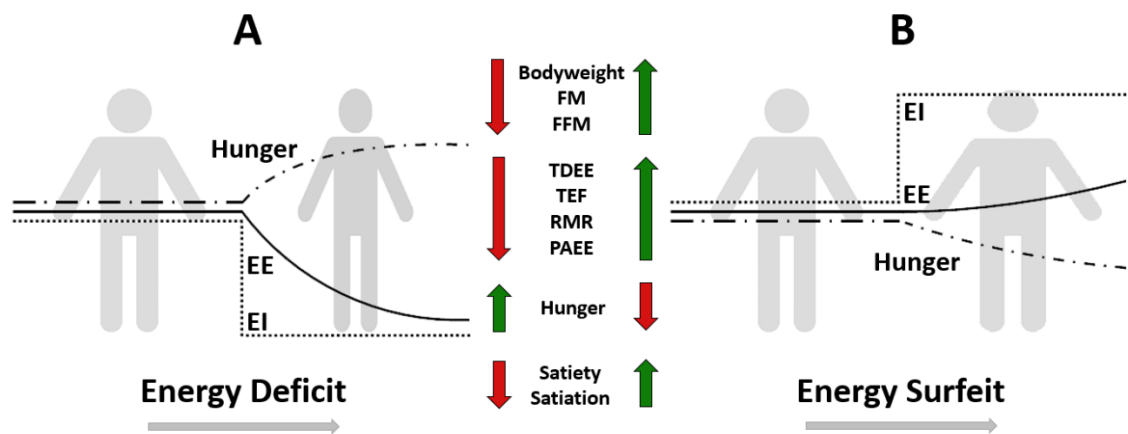 A
B
Bodyweight
FM
FFM
EI
Hunger
TDEE
TEF
RMR
PAEE
EE
Hunger
EE
EI
Hunger
Satiety
Satiation
Energy Deficit
Energy Surfeit